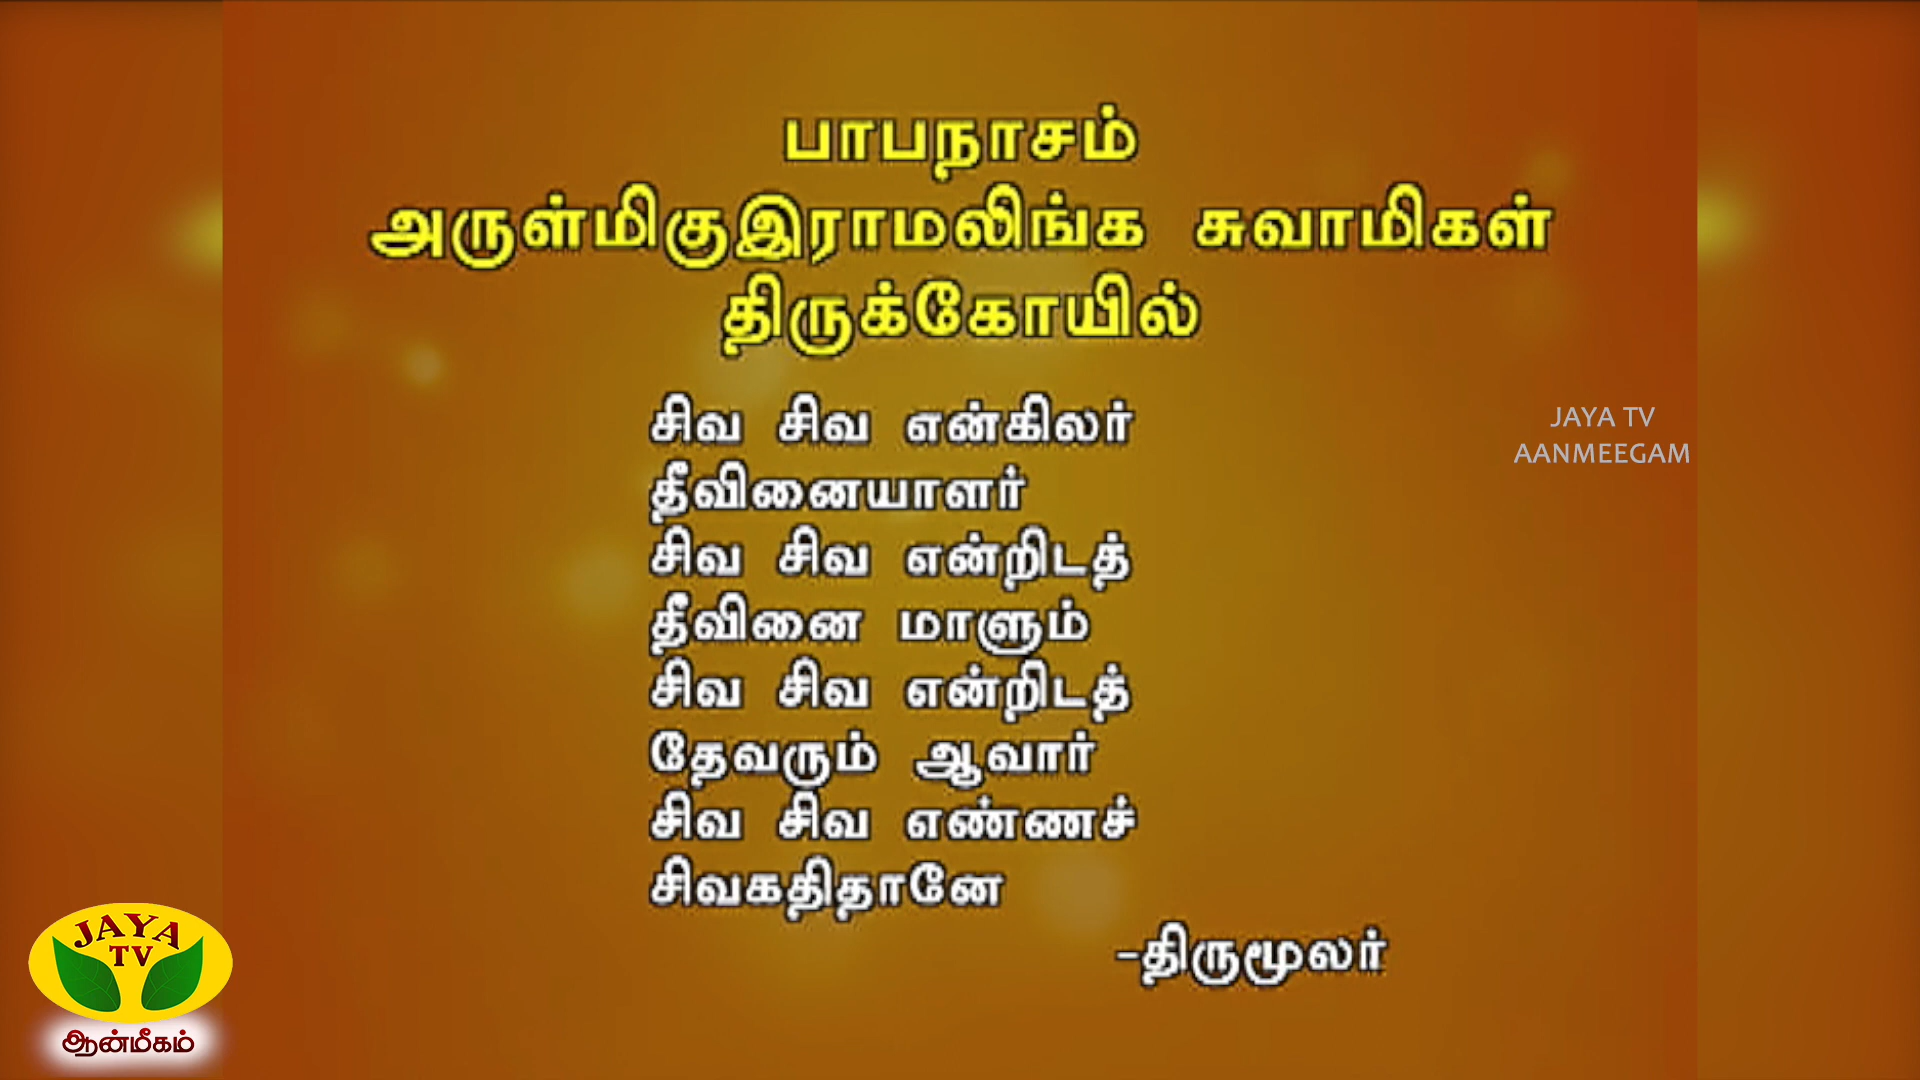 பாபநாசம்
அருள்மிகுஇராமலிங்க சுவாமிகள்
திருக்கோயில்
சிவ சிவ என்கிலர்
தீவினையாளர்
சிவ சிவ என்றிடத்
தீவினை மாளும்
சிவ சிவ என்றிடத்
தேவரும் ஆவார்
சிவ சிவ எண்ணச்
சிவகதிதானே
-திருமூலர்
JAYA TV
AANMEEGAM
JAYA
TV
ஆன்மீகம்